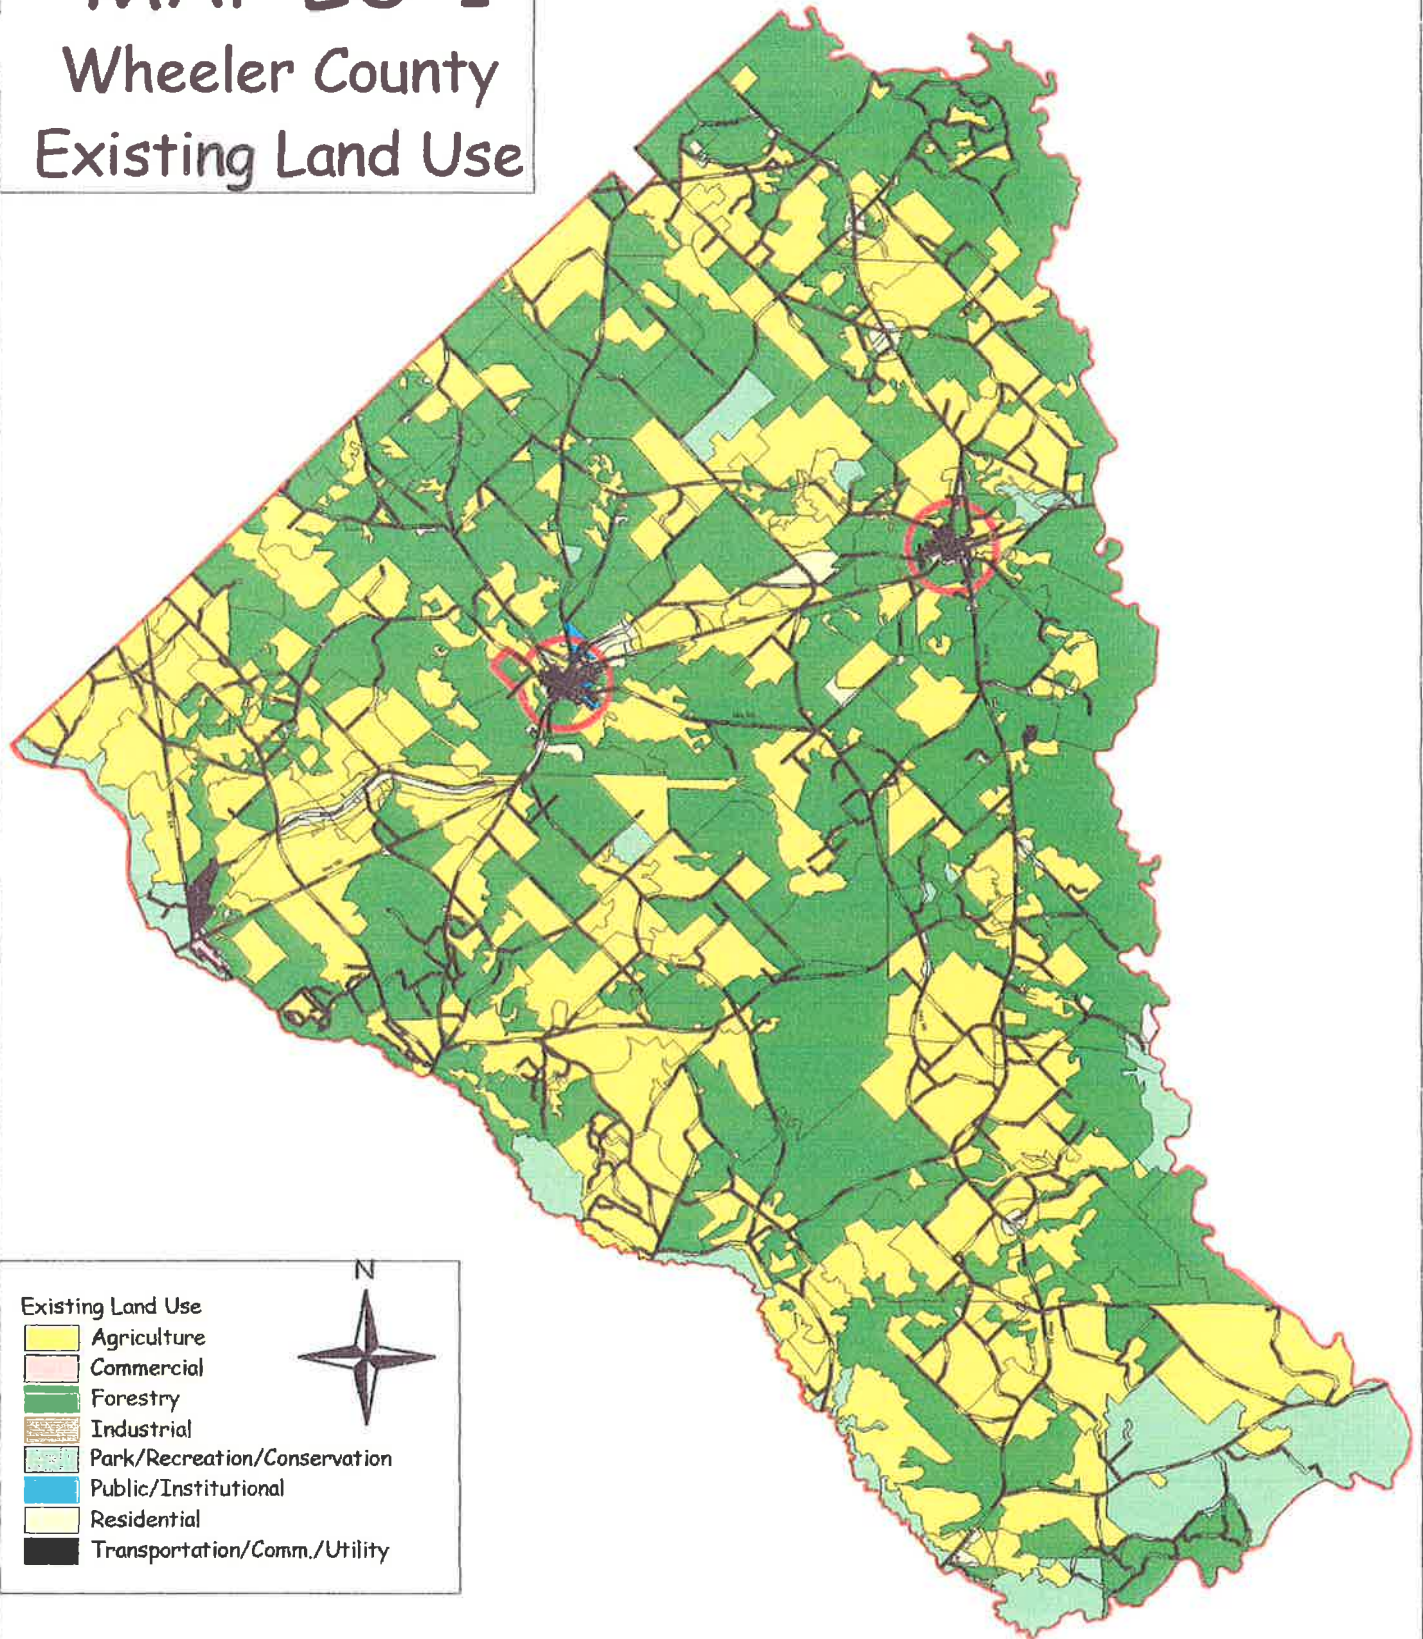 Wheeler County
Existing Land Use
N
Existing Land Use
Agriculture
Commercial
Forestry
Industrial
Park/Recreation/Conservation
Public/Institutional
Residential
Transportation/Comm./Utility